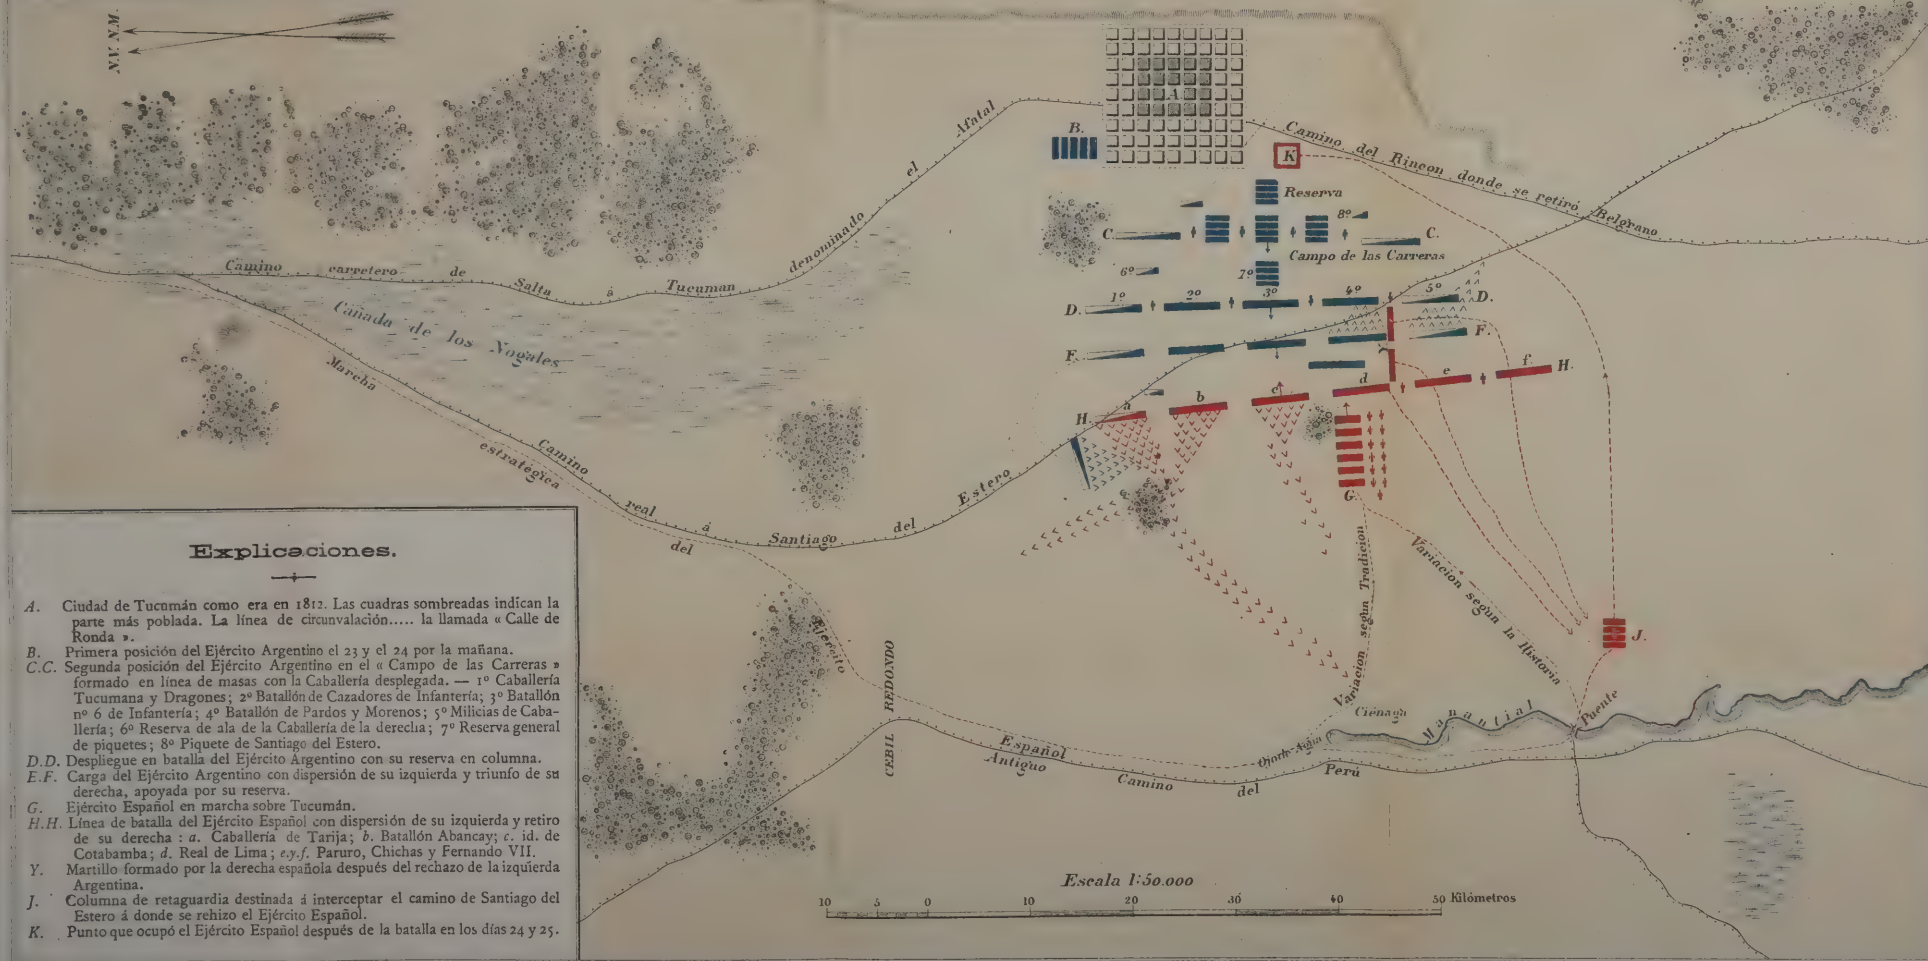 N.M.
N.V.
A
B.
Camino del Rincon donde se retiró Belgrano
K
Reserva
8º
C.
C.
Campo de las Carreras
6º
7º
denominado el Afatal
Camino carretero de Salta á Tucuman
Cañada de los Nogales
D.
1º
2º
3º
4º
5º
D.
F.
F.
Y
H.
a
b
c
d
e
f.
H.
G.
Marcha estratégica del Ejército Español
Camino real á Santiago del Estero
Variacion segun Tradicion
Variacion segun la Historia
J.
CEBIL REDONDO
Ciénaga
Manantial
Puente
Antiguo Camino del Perú
Explicaciones.
A. Ciudad de Tucumán como era en 1812. Las cuadras sombreadas indican la
parte más poblada. La línea de circunvalación..... la llamada « Calle de
Ronda ».
B. Primera posición del Ejército Argentino el 23 y el 24 por la mañana.
C.C. Segunda posición del Ejército Argentino en el « Campo de las Carreras »
formado en línea de masas con la Caballería desplegada. — 1º Caballería
Tucumana y Dragones; 2º Batallón de Cazadores de Infantería; 3º Batallón
nº 6 de Infantería; 4º Batallón de Pardos y Morenos; 5º Milicias de Caba-
llería; 6º Reserva de ala de la Caballería de la derecha; 7º Reserva general
de piquetes; 8º Piquete de Santiago del Estero.
D.D. Despliegue en batalla del Ejército Argentino con su reserva en columna.
E.F. Carga del Ejército Argentino con dispersión de su izquierda y triunfo de su
derecha, apoyada por su reserva.
G. Ejército Español en marcha sobre Tucumán.
H.H. Línea de batalla del Ejército Español con dispersión de su izquierda y retiro
de su derecha : a. Caballería de Tarija; b. Batallón Abancay; c. id. de
Cotabamba; d. Real de Lima; e.y.f. Paruro, Chichas y Fernando VII.
Y. Martillo formado por la derecha española después del rechazo de la izquierda
Argentina.
J. Columna de retaguardia destinada á interceptar el camino de Santiago del
Estero á donde se rehizo el Ejército Español.
K. Punto que ocupó el Ejército Español después de la batalla en los días 24 y 25.
Escala 1:50.000
10 5 0 10 20 30 40 50 Kilómetros